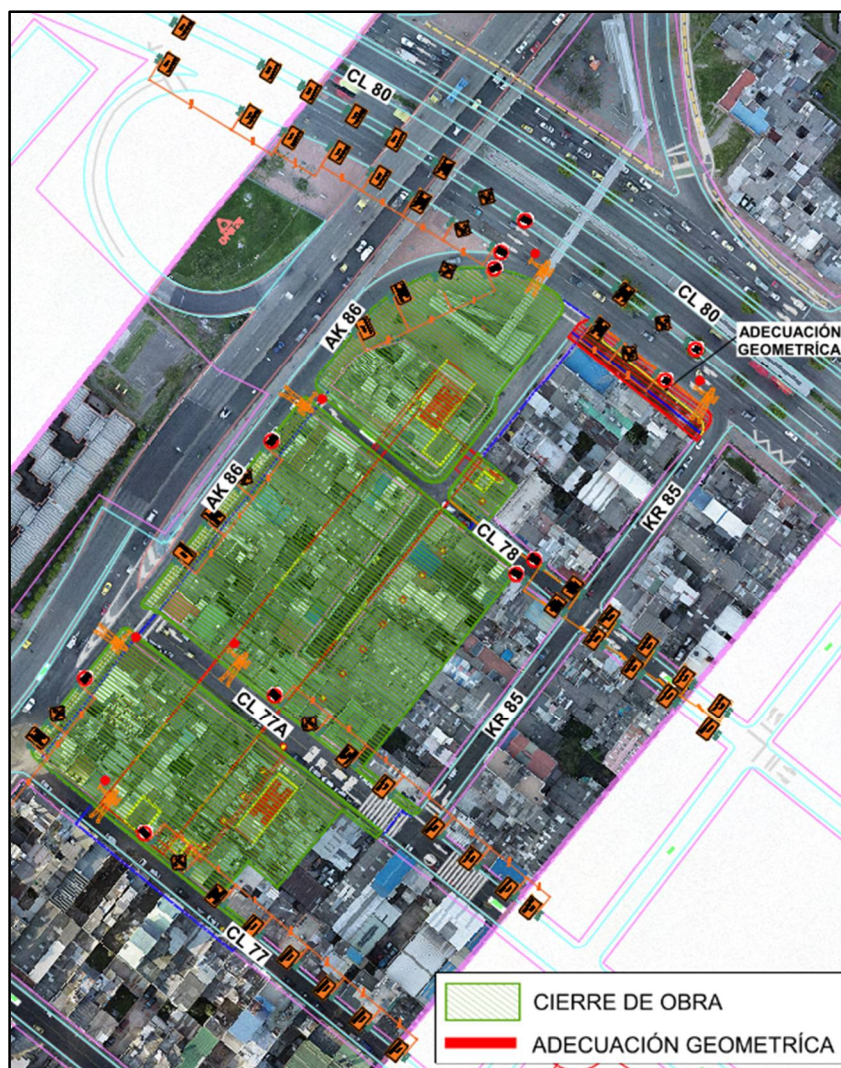 CL 80
CL 80
AK 86
ADECUACIÓN
GEOMETRÍCA
AK 86
KR 85
CL 78
KR 85
CL 77A
CL 77
CIERRE DE OBRA
ADECUACIÓN GEOMETRÍCA